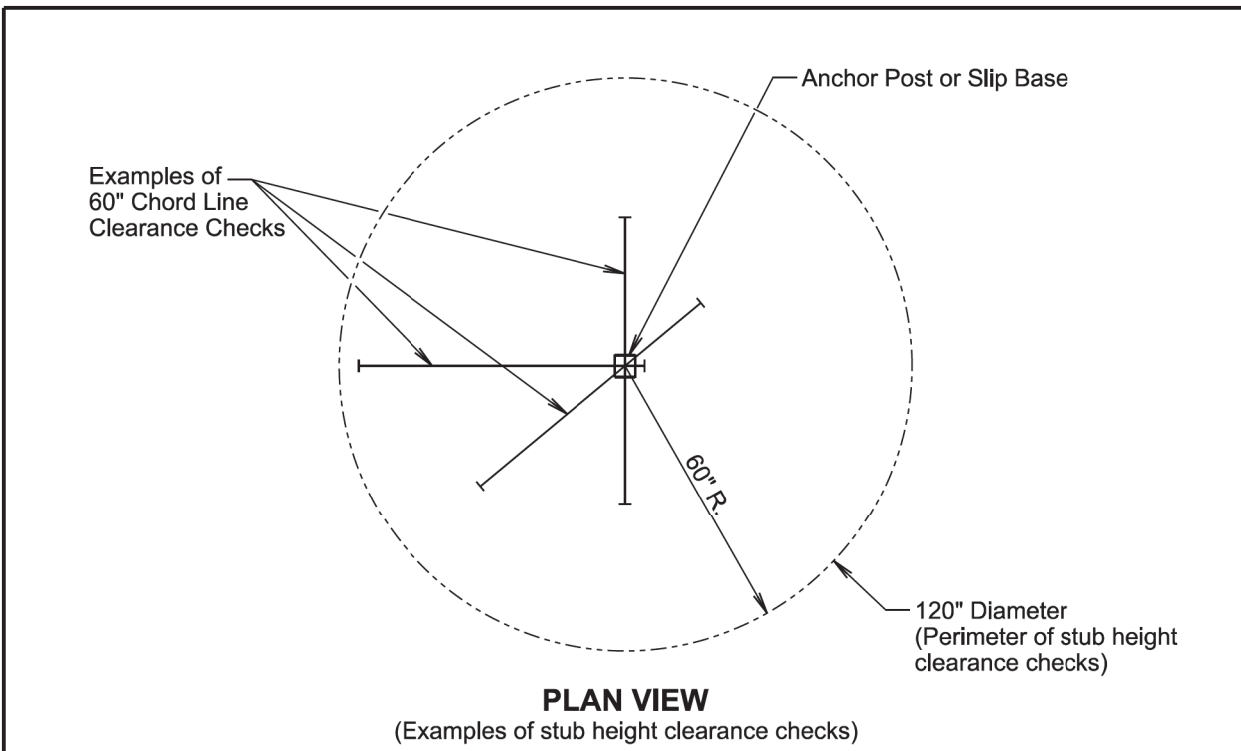 Anchor Post or Slip Base
Examples of
60" Chord Line
Clearance Checks
60" R.
120" Diameter
(Perimeter of stub height
clearance checks)
PLAN VIEW
(Examples of stub height clearance checks)